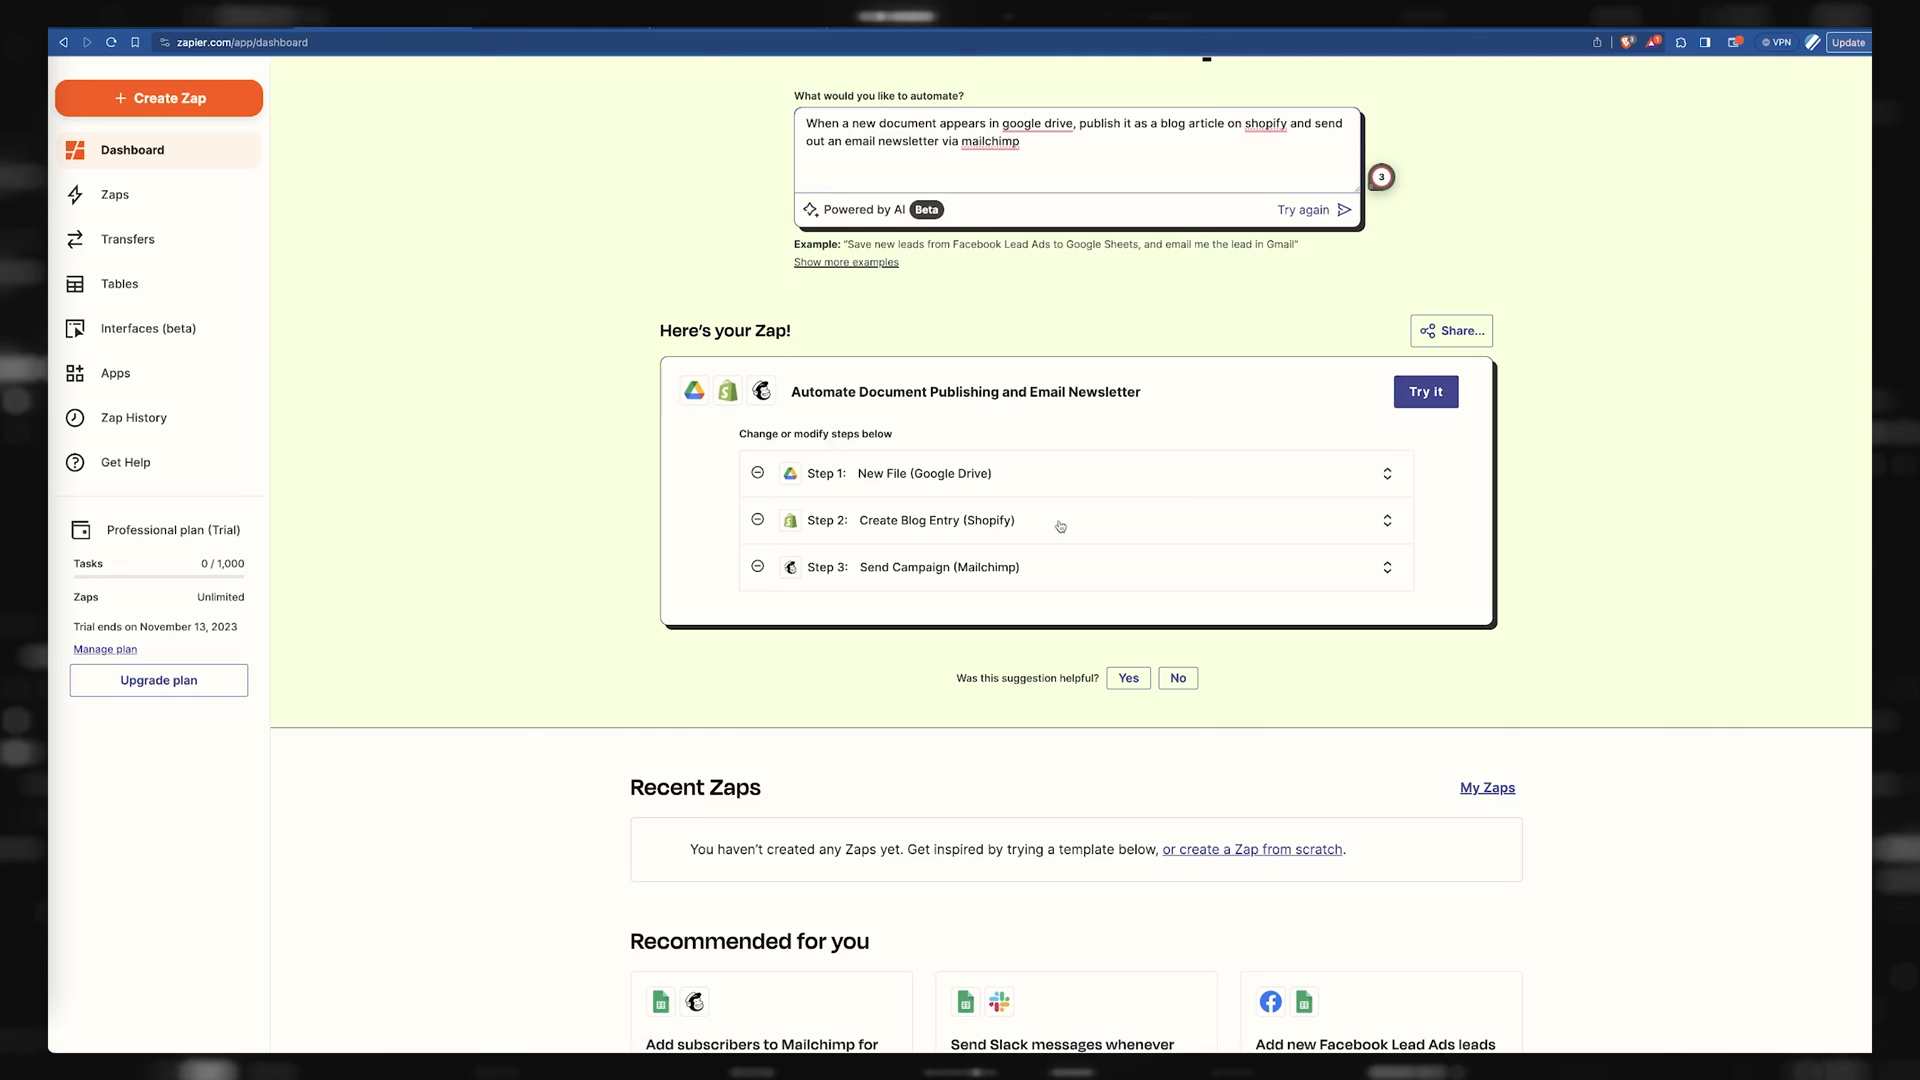 zapier.com/app/dashboard
VPN
Update
Create Zap
Dashboard
Zaps
Transfers
Tables
Interfaces (beta)
Apps
Zap History
Get Help
Professional plan (Trial)
Tasks 0 / 1,000
Zaps Unlimited
Trial ends on November 13, 2023
Manage plan
Upgrade plan
What would you like to automate?
When a new document appears in google drive, publish it as a blog article on shopify and send
out an email newsletter via mailchimp
3
Powered by AI Beta
Try again
Example: “Save new leads from Facebook Lead Ads to Google Sheets, and email me the lead in Gmail”
Show more examples
Here’s your Zap!
Share...
Automate Document Publishing and Email Newsletter
Try it
Change or modify steps below
Step 1: New File (Google Drive)
Step 2: Create Blog Entry (Shopify)
Step 3: Send Campaign (Mailchimp)
Was this suggestion helpful? Yes No
Recent Zaps
My Zaps
You haven’t created any Zaps yet. Get inspired by trying a template below, or create a Zap from scratch.
Recommended for you
Add subscribers to Mailchimp for
Send Slack messages whenever
Add new Facebook Lead Ads leads